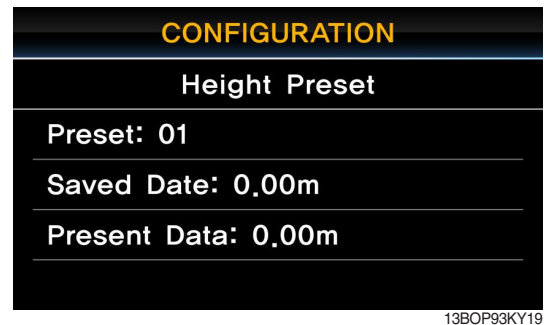 CONFIGURATION
Height Preset
Preset: 01
Saved Date: 0.00m
Present Data: 0.00m
13BOP93KY19